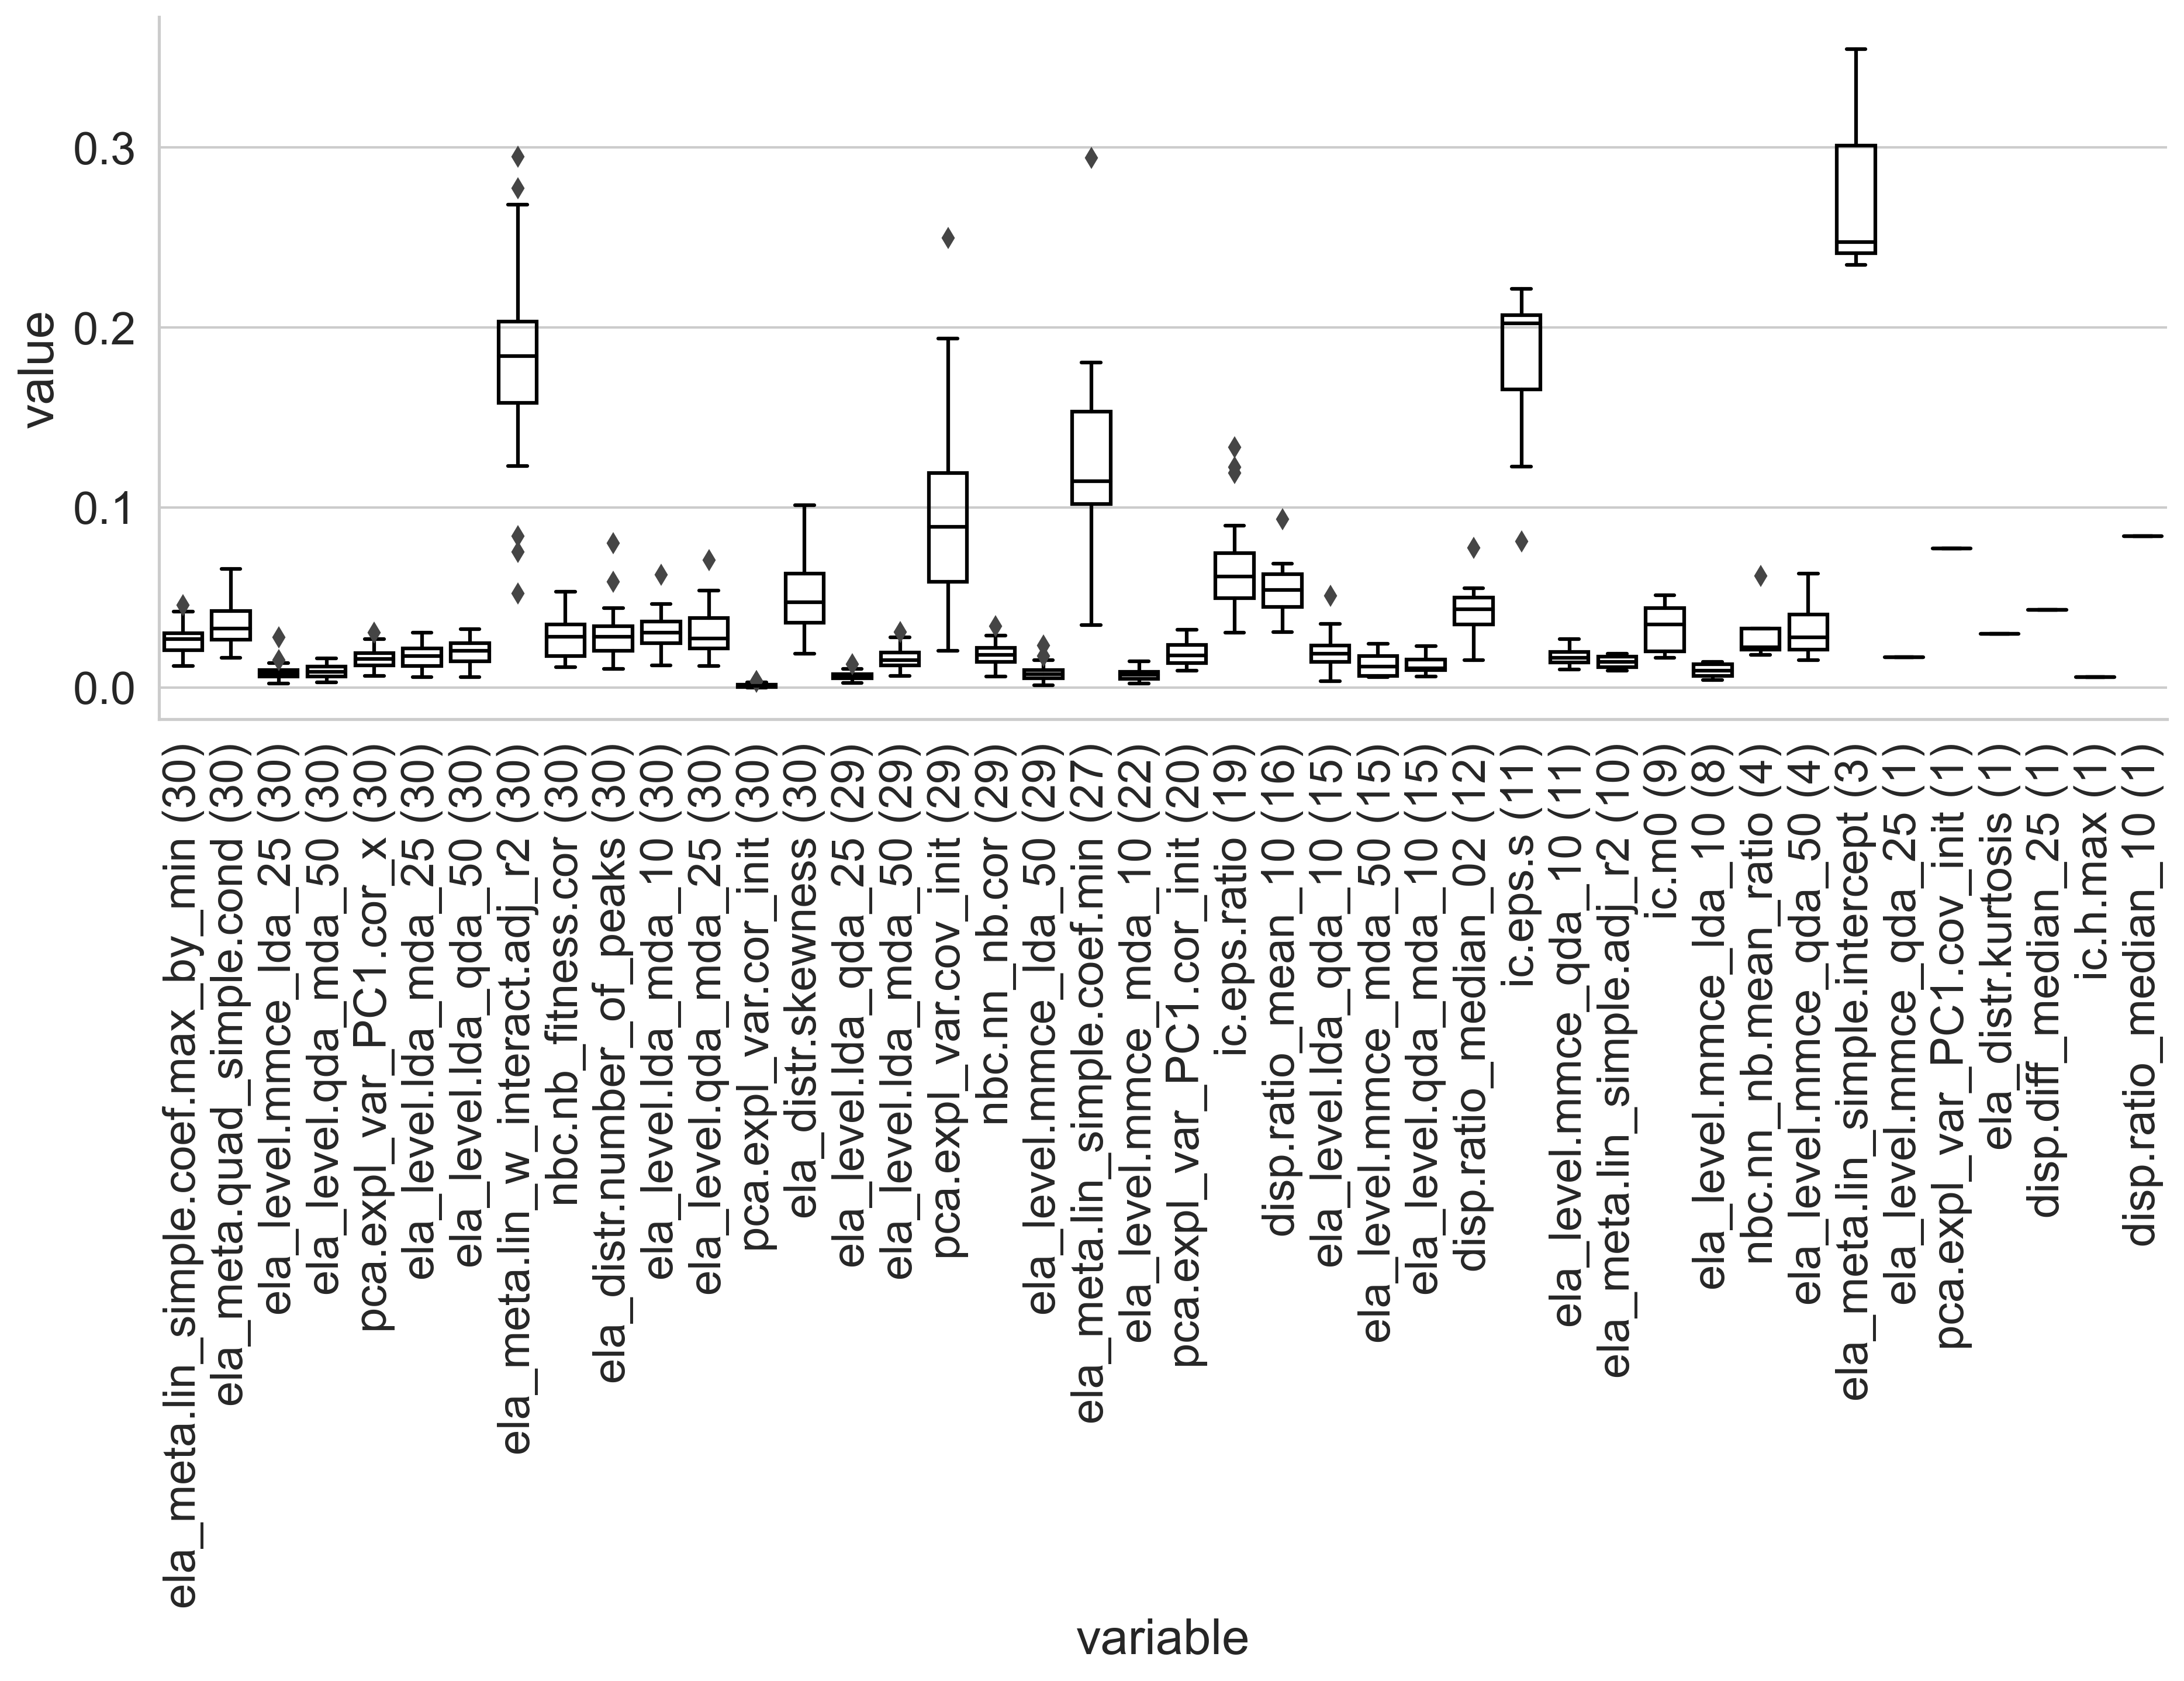 value
0.3
0.2
0.1
0.0
ela_meta.lin_simple.coef.max_by_min (30)
ela_meta.quad_simple.cond (30)
ela_level.mmce_lda_25 (30)
ela_level.qda_mda_50 (30)
pca.expl_var_PC1.cor_x (30)
ela_level.lda_mda_25 (30)
ela_level.lda_qda_50 (30)
ela_meta.lin_w_interact.adj_r2 (30)
nbc.nb_fitness.cor (30)
ela_distr.number_of_peaks (30)
ela_level.lda_mda_10 (30)
ela_level.qda_mda_25 (30)
pca.expl_var.cor_init (30)
ela_distr.skewness (30)
ela_level.lda_qda_25 (29)
ela_level.lda_mda_50 (29)
pca.expl_var.cov_init (29)
nbc.nn_nb.cor (29)
ela_level.mmce_lda_50 (29)
ela_meta.lin_simple.coef.min (27)
ela_level.mmce_mda_10 (22)
pca.expl_var_PC1.cor_init (20)
ic.eps.ratio (19)
disp.ratio_mean_10 (16)
ela_level.lda_qda_10 (15)
ela_level.mmce_mda_50 (15)
ela_level.qda_mda_10 (15)
disp.ratio_median_02 (12)
ic.eps.s (11)
ela_level.mmce_qda_10 (11)
ela_meta.lin_simple.adj_r2 (10)
ic.m0 (9)
ela_level.mmce_lda_10 (8)
nbc.nn_nb.mean_ratio (4)
ela_level.mmce_qda_50 (4)
ela_meta.lin_simple.intercept (3)
ela_level.mmce_qda_25 (1)
pca.expl_var_PC1.cov_init (1)
ela_distr.kurtosis (1)
disp.diff_median_25 (1)
ic.h.max (1)
disp.ratio_median_10 (1)
variable